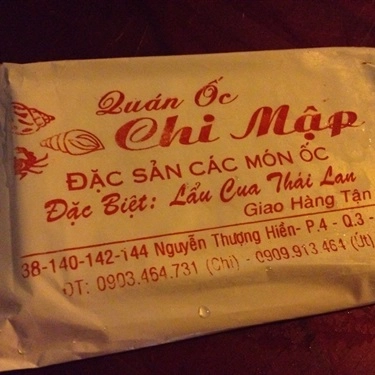 Quán Ốc
Chi Mập
ĐẶC SẢN CÁC MÓN ỐC
Đặc Biệt: Lẩu Cua Thái Lan
Giao Hàng Tận
38-140-142-144 Nguyễn Thượng Hiền- P.4 - Q.3 -
ĐT: 0903.464.731 (Chi) - 0909.913.464 (Út)